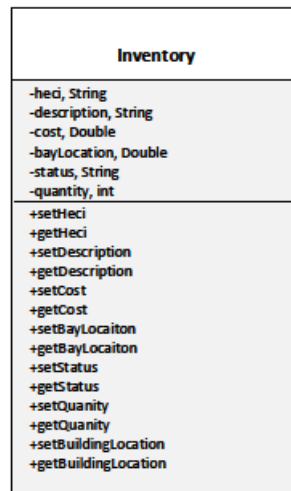 Inventory
-heci, String
-description, String
-cost, Double
-bayLocation, Double
-status, String
-quantity, int
+setHeci
+getHeci
+setDescription
+getDescription
+setCost
+getCost
+setBayLocaiton
+getBayLocaiton
+setStatus
+getStatus
+setQuanity
+getQuanity
+setBuildingLocation
+getBuildingLocation